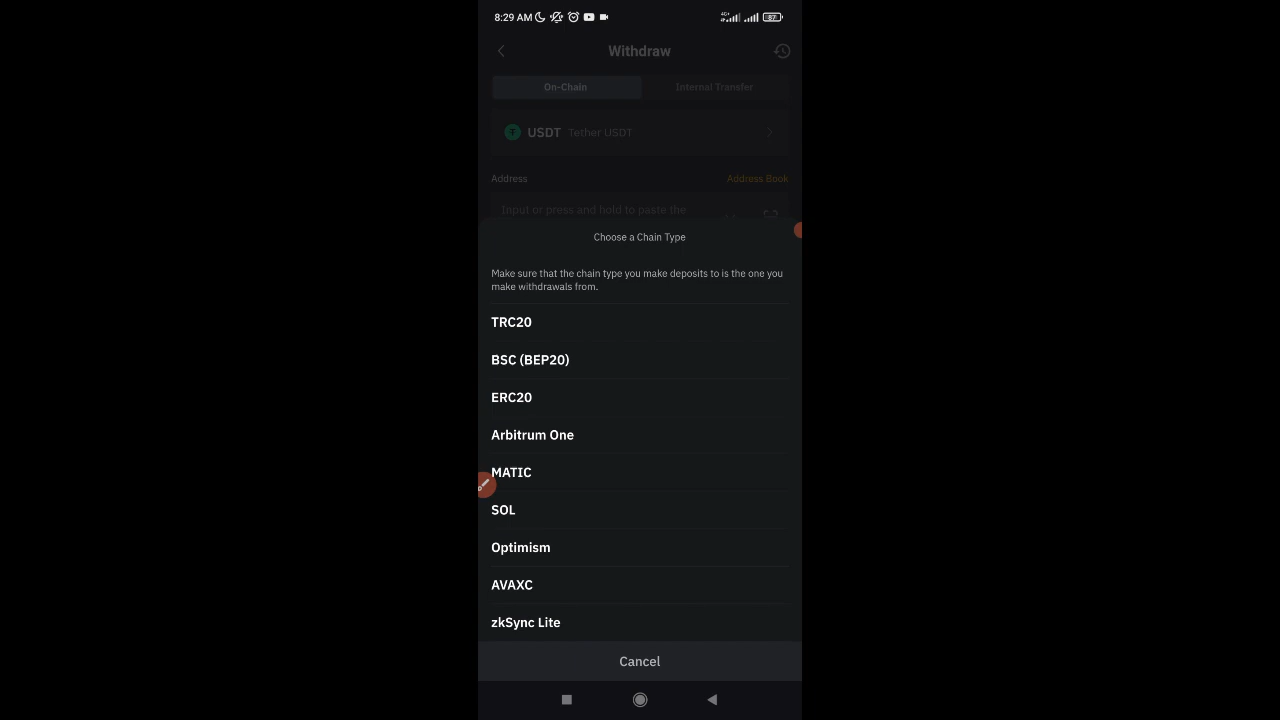 8:29 AM
87
Withdraw
On-Chain
Internal Transfer
USDT Tether USDT
Address
Address Book
Input or press and hold to paste the
Choose a Chain Type
Make sure that the chain type you make deposits to is the one you
make withdrawals from.
TRC20
BSC (BEP20)
ERC20
Arbitrum One
MATIC
SOL
Optimism
AVAXC
zkSync Lite
Cancel